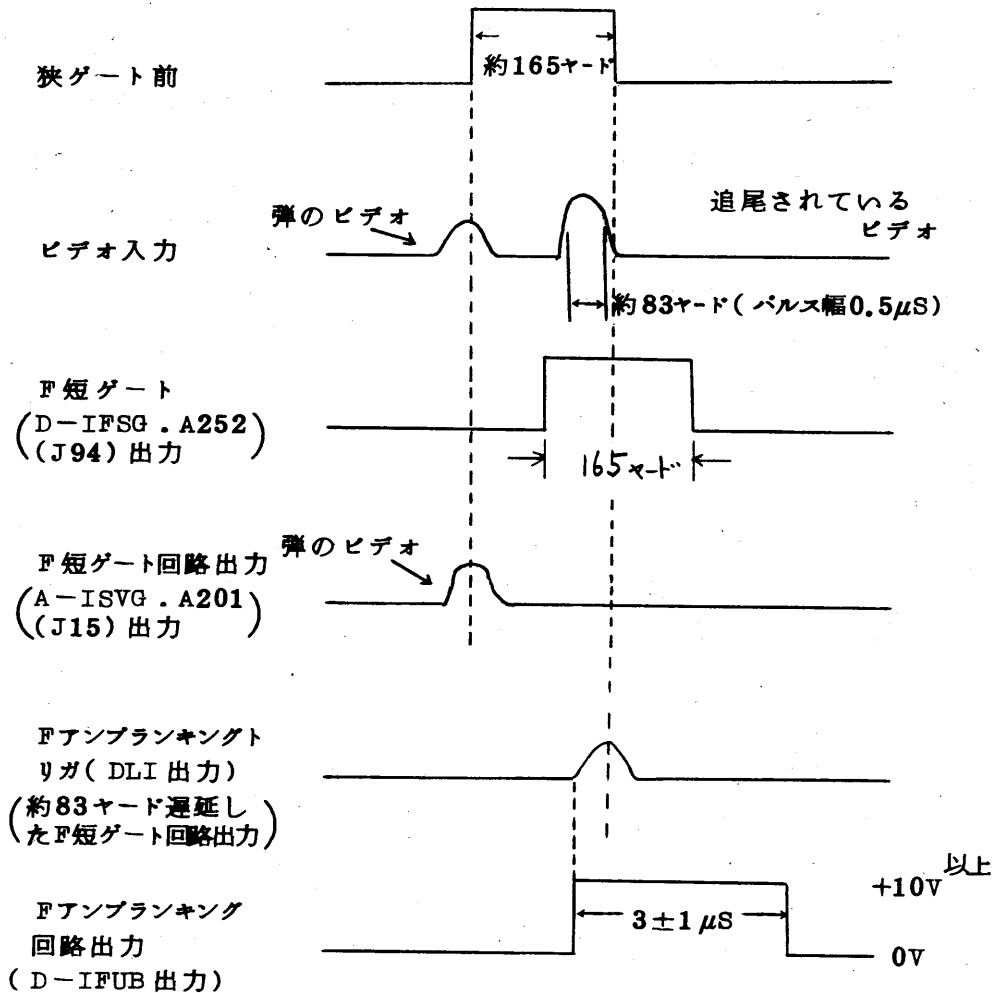 約165ヤード
狭ゲート前
弾のビデオ
追尾されている
ビデオ
ビデオ入力
約83ヤード(パルス幅0.5μS)
F短ゲート
(D-IFSG.A252)
(J94)出力
165ヤード
弾のビデオ
F短ゲート回路出力
(A-ISVG.A201)
(J15)出力
Fアンブランキングト
リガ(DLI出力)
(約83ヤード遅延し
たF短ゲート回路出力)
+10V以上
Fアンブランキング
3±1μS
回路出力
0V
(D-IFUB出力)